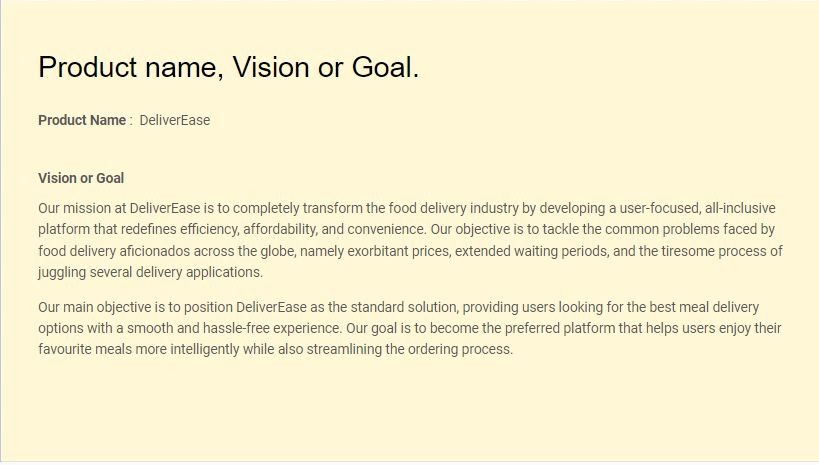 Product name, Vision or Goal.
Product Name : DeliverEase
Vision or Goal
Our mission at DeliverEase is to completely transform the food delivery industry by developing a user-focused, all-inclusive
platform that redefines efficiency, affordability, and convenience. Our objective is to tackle the common problems faced by
food delivery aficionados across the globe, namely exorbitant prices, extended waiting periods, and the tiresome process of
juggling several delivery applications.
Our main objective is to position DeliverEase as the standard solution, providing users looking for the best meal delivery
options with a smooth and hassle-free experience. Our goal is to become the preferred platform that helps users enjoy their
favourite meals more intelligently while also streamlining the ordering process.